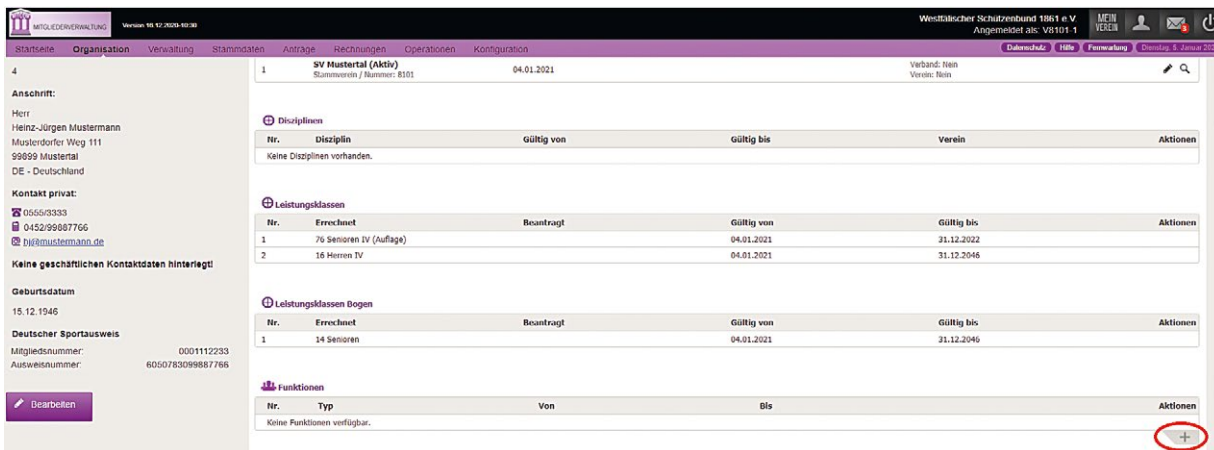 MITGLIEDERVERWALTUNG Version 16.12.2020-10:30 Westfälischer Schützenbund 1861 e.V. MEIN
Angemeldet als: V8101-1 VEREIN
Startseite Organisation Verwaltung Stammdaten Anträge Rechnungen Operationen Konfiguration Datenschutz Hilfe Fernwartung Dienstag, 5. Januar
4
Anschrift:
Herr
Heinz-Jürgen Mustermann
Musterdorfer Weg 111
99899 Mustertal
DE - Deutschland
Kontakt privat:
0555/3333
0452/99887766
hj@mustermann.de
Keine geschäftlichen Kontaktdaten hinterlegt!
Geburtsdatum
15.12.1946
Deutscher Sportausweis
Mitgliedsnummer: 0001112233
Ausweisnummer: 6050783099887766
Bearbeiten
1 SV Mustertal (Aktiv) 04.01.2021 Verband: Nein
Stammverein / Nummer: 8101 Verein: Nein
Disziplinen
Nr. Disziplin Gültig von Gültig bis Verein Aktionen
Keine Disziplinen vorhanden.
Leistungsklassen
Nr. Errechnet Beantragt Gültig von Gültig bis Aktionen
1 76 Senioren IV (Auflage) 04.01.2021 31.12.2022
2 16 Herren IV 04.01.2021 31.12.2046
Leistungsklassen Bogen
Nr. Errechnet Beantragt Gültig von Gültig bis Aktionen
1 14 Senioren 04.01.2021 31.12.2046
Funktionen
Nr. Typ Von Bis Aktionen
Keine Funktionen verfügbar.
+